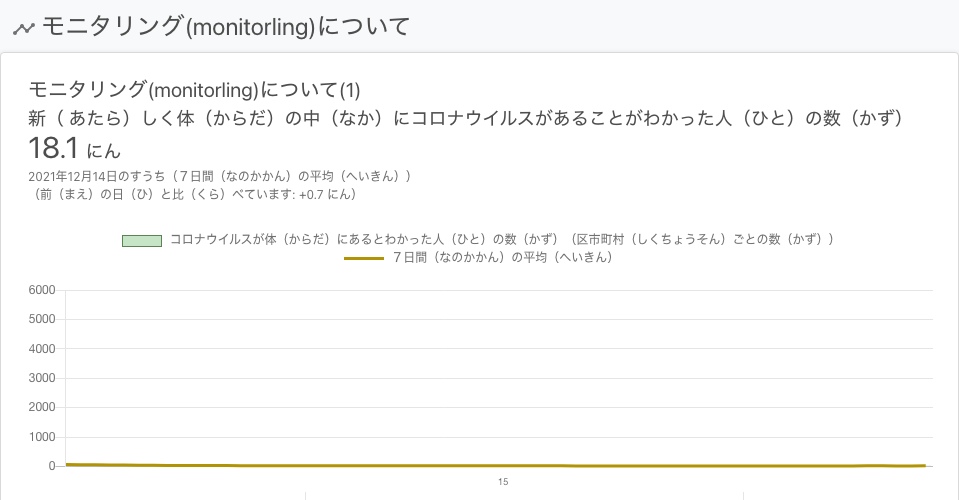 モニタリング(monitorling)について
モニタリング(monitorling)について(1)
新（ あたら）しく体（からだ）の中（なか）にコロナウイルスがあることがわかった人（ひと）の数（かず）
18.1 にん
2021年12月14日のすうち（７日間（なのかかん）の平均（へいきん））
（前（まえ）の日（ひ）と比（くら）べています: +0.7 にん）
コロナウイルスが体（からだ）にあるとわかった人（ひと）の数（かず）（区市町村（しくちょうそん）ごとの数（かず））
７日間（なのかかん）の平均（へいきん）
6000
5000
4000
3000
2000
1000
0
15